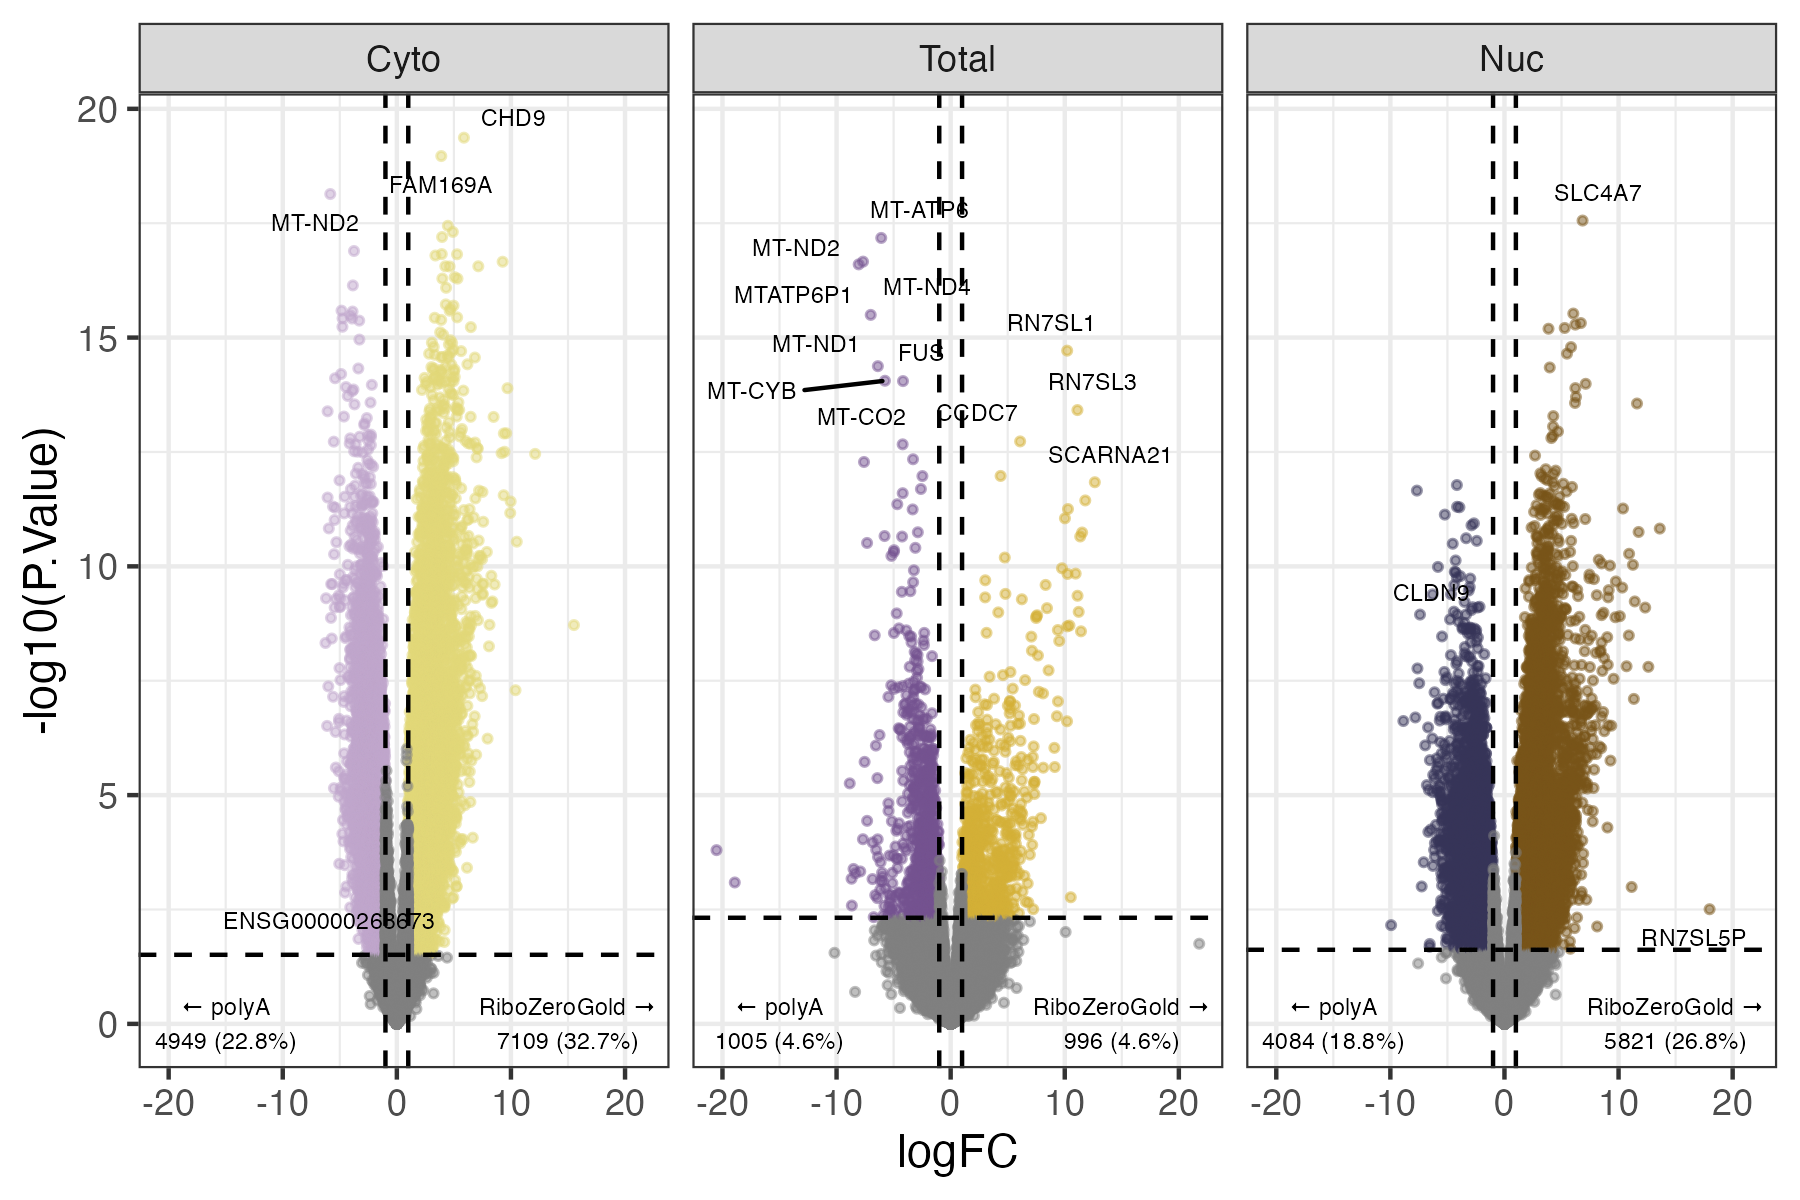 Cyto
Total
Nuc
-log10(P.Value)
20
15
10
5
0
CHD9
FAM169A
MT-ND2
ENSG00000268673
← polyA
RiboZeroGold →
4949 (22.8%)
7109 (32.7%)
MT-ATP6
MT-ND2
MT-ND4
MTATP6P1
RN7SL1
MT-ND1
FUS
RN7SL3
MT-CYB
MT-CO2
CCDC7
SCARNA21
← polyA
RiboZeroGold →
1005 (4.6%)
996 (4.6%)
SLC4A7
CLDN9
RN7SL5P
← polyA
RiboZeroGold →
4084 (18.8%)
5821 (26.8%)
-20 -10 0 10 20
-20 -10 0 10 20
-20 -10 0 10 20
logFC